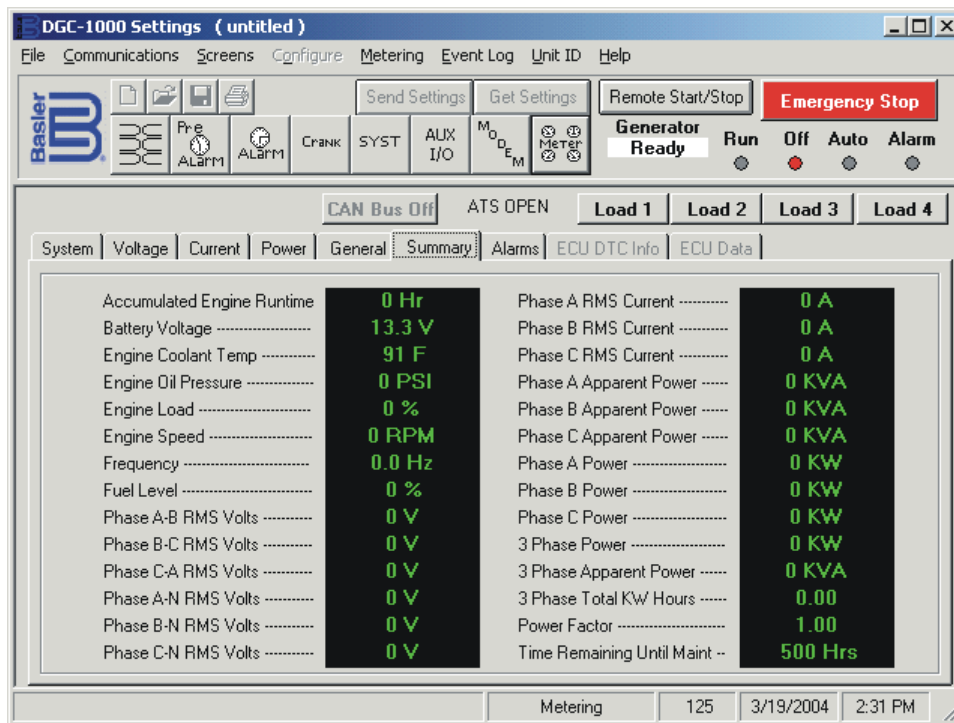 DGC-1000 Settings ( untitled )
File Communications Screens Configure Metering Event Log Unit ID Help
Basler
Send Settings Get Settings Remote Start/Stop Emergency Stop
Pre ALarm ALarm Crank SYST AUX I/O MoDEM Meter
Generator Ready Run Off Auto Alarm
CAN Bus Off ATS OPEN Load 1 Load 2 Load 3 Load 4
System Voltage Current Power General Summary Alarms ECU DTC Info ECU Data
Accumulated Engine Runtime 0 Hr
Battery Voltage ------------------- 13.3 V
Engine Coolant Temp ----------- 91 F
Engine Oil Pressure -------------- 0 PSI
Engine Load ----------------------- 0 %
Engine Speed --------------------- 0 RPM
Frequency -------------------------- 0.0 Hz
Fuel Level -------------------------- 0 %
Phase A-B RMS Volts ---------- 0 V
Phase B-C RMS Volts ---------- 0 V
Phase C-A RMS Volts ---------- 0 V
Phase A-N RMS Volts ---------- 0 V
Phase B-N RMS Volts ---------- 0 V
Phase C-N RMS Volts ---------- 0 V
Phase A RMS Current ---------- 0 A
Phase B RMS Current ---------- 0 A
Phase C RMS Current ---------- 0 A
Phase A Apparent Power ------ 0 KVA
Phase B Apparent Power ------ 0 KVA
Phase C Apparent Power ------ 0 KVA
Phase A Power -------------------- 0 KW
Phase B Power -------------------- 0 KW
Phase C Power -------------------- 0 KW
3 Phase Power -------------------- 0 KW
3 Phase Apparent Power ------ 0 KVA
3 Phase Total KW Hours ------ 0.00
Power Factor ---------------------- 1.00
Time Remaining Until Maint -- 500 Hrs
Metering 125 3/19/2004 2:31 PM